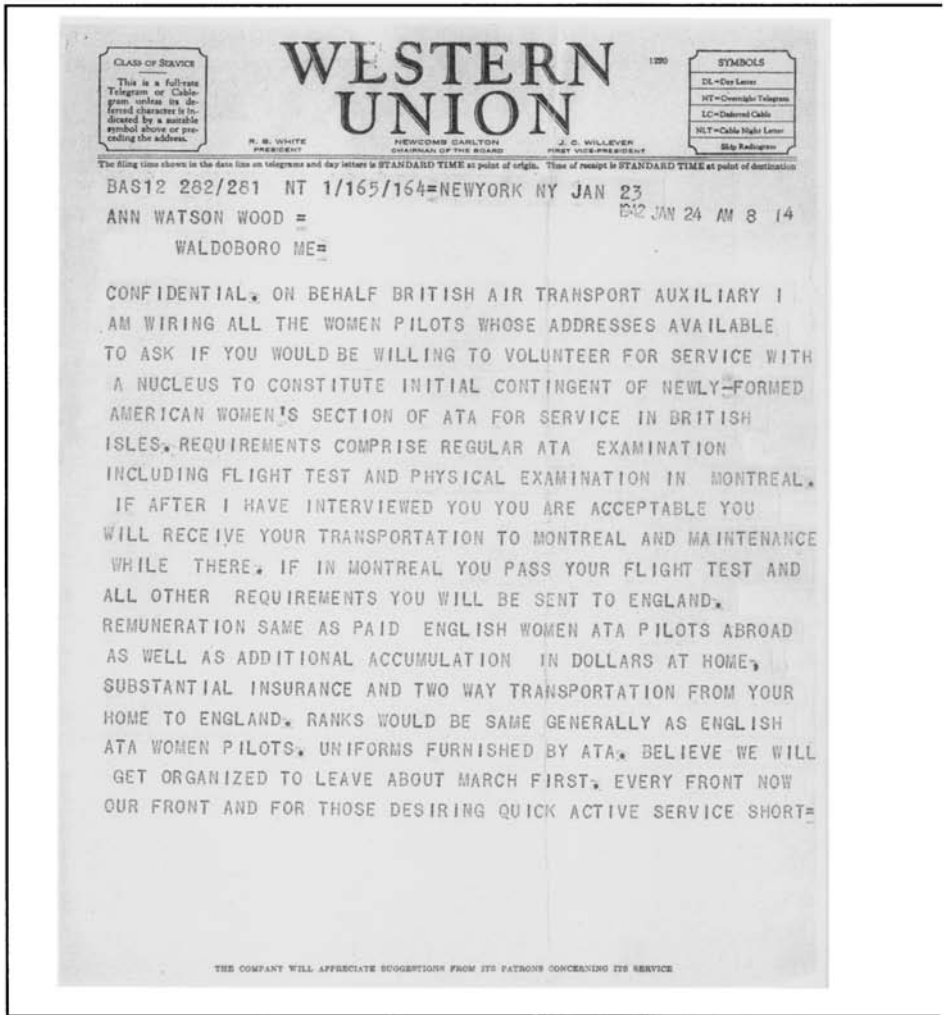 CLASS OF SERVICE
This is a full-rate
Telegram or Cable-
gram unless its de-
ferred character is in-
dicated by a suitable
symbol above or pre-
ceding the address.
WESTERN
UNION
1220
SYMBOLS
DL=Day Letter
NT=Overnight Telegram
LC=Deferred Cable
NLT=Cable Night Letter
Ship Radiogram
R. B. WHITE
PRESIDENT
NEWCOMB CARLTON
CHAIRMAN OF THE BOARD
J. C. WILLEVER
FIRST VICE-PRESIDENT
The filing time shown in the date line on telegrams and day letters is STANDARD TIME at point of origin. Time of receipt is STANDARD TIME at point of destination
BAS12 282/281 NT 1/165/164=NEWYORK NY JAN 23
1942 JAN 24 AM 8 14
ANN WATSON WOOD =
WALDOBORO ME=
CONFIDENTIAL. ON BEHALF BRITISH AIR TRANSPORT AUXILIARY I
AM WIRING ALL THE WOMEN PILOTS WHOSE ADDRESSES AVAILABLE
TO ASK IF YOU WOULD BE WILLING TO VOLUNTEER FOR SERVICE WITH
A NUCLEUS TO CONSTITUTE INITIAL CONTINGENT OF NEWLY-FORMED
AMERICAN WOMEN'S SECTION OF ATA FOR SERVICE IN BRITISH
ISLES. REQUIREMENTS COMPRISE REGULAR ATA EXAMINATION
INCLUDING FLIGHT TEST AND PHYSICAL EXAMINATION IN MONTREAL.
IF AFTER I HAVE INTERVIEWED YOU YOU ARE ACCEPTABLE YOU
WILL RECEIVE YOUR TRANSPORTATION TO MONTREAL AND MAINTENANCE
WHILE THERE. IF IN MONTREAL YOU PASS YOUR FLIGHT TEST AND
ALL OTHER REQUIREMENTS YOU WILL BE SENT TO ENGLAND.
REMUNERATION SAME AS PAID ENGLISH WOMEN ATA PILOTS ABROAD
AS WELL AS ADDITIONAL ACCUMULATION IN DOLLARS AT HOME,
SUBSTANTIAL INSURANCE AND TWO WAY TRANSPORTATION FROM YOUR
HOME TO ENGLAND. RANKS WOULD BE SAME GENERALLY AS ENGLISH
ATA WOMEN PILOTS. UNIFORMS FURNISHED BY ATA. BELIEVE WE WILL
GET ORGANIZED TO LEAVE ABOUT MARCH FIRST. EVERY FRONT NOW
OUR FRONT AND FOR THOSE DESIRING QUICK ACTIVE SERVICE SHORT=
THE COMPANY WILL APPRECIATE SUGGESTIONS FROM ITS PATRONS CONCERNING ITS SERVICE